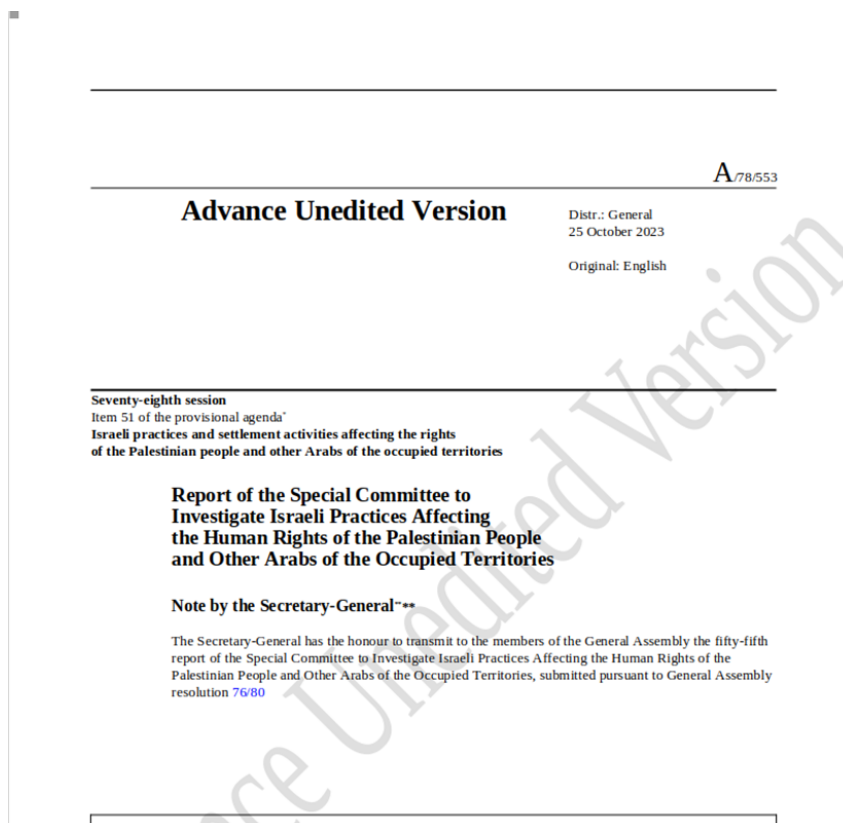 A/78/553
Advance Unedited Version
Distr.: General
25 October 2023
Original: English
Seventy-eighth session
Item 51 of the provisional agenda*
Israeli practices and settlement activities affecting the rights
of the Palestinian people and other Arabs of the occupied territories
Report of the Special Committee to
Investigate Israeli Practices Affecting
the Human Rights of the Palestinian People
and Other Arabs of the Occupied Territories
Note by the Secretary-General****
The Secretary-General has the honour to transmit to the members of the General Assembly the fifty-fifth
report of the Special Committee to Investigate Israeli Practices Affecting the Human Rights of the
Palestinian People and Other Arabs of the Occupied Territories, submitted pursuant to General Assembly
resolution 76/80
nce Unedited Version